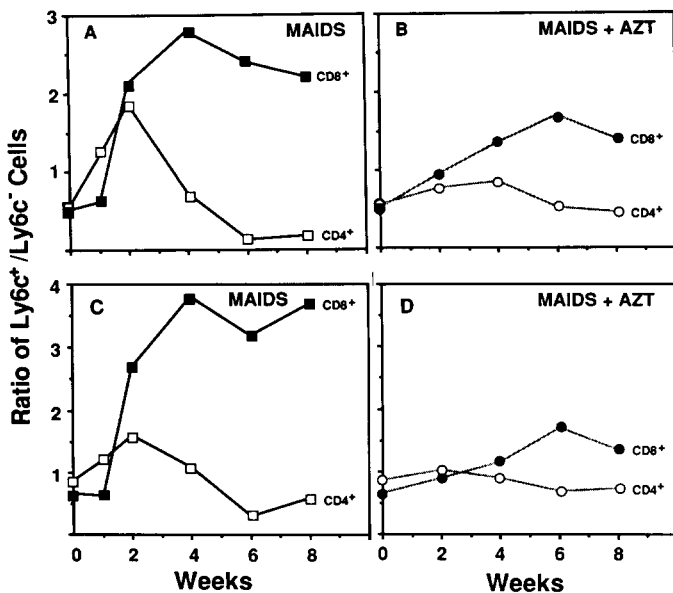 Ratio of Ly6c⁺/Ly6c⁻ Cells
3
2
1
A
MAIDS
CD8⁺
CD4⁺
B
MAIDS + AZT
CD8⁺
CD4⁺
4
3
2
1
C
MAIDS
CD8⁺
CD4⁺
D
MAIDS + AZT
CD8⁺
CD4⁺
0 2 4 6 8
0 2 4 6 8
Weeks
Weeks